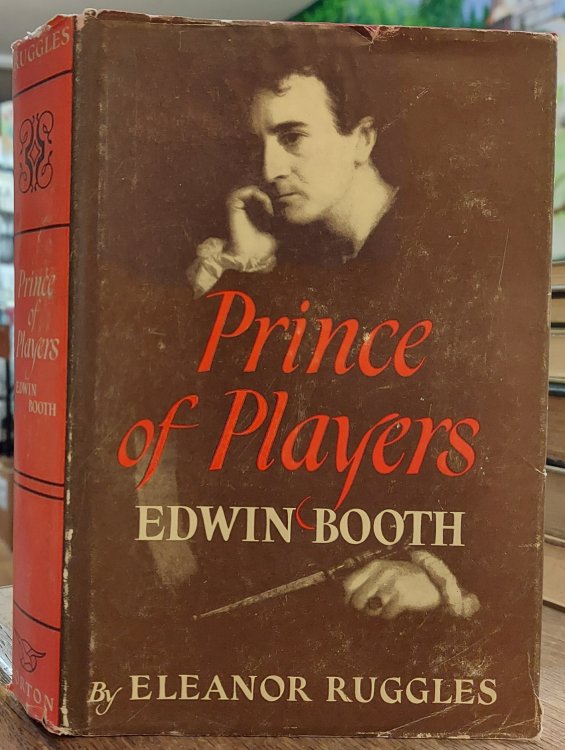 RUGGLES
Prince
of
Players
EDWIN
BOOTH
NORTON
Prince
of Players
EDWIN BOOTH
By ELEANOR RUGGLES